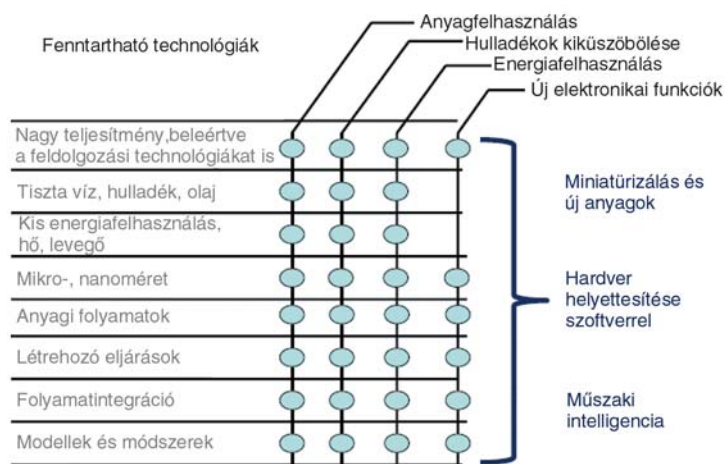 Fenntartható technológiák
Anyagfelhasználás
Hulladékok kiküszöbölése
Energiafelhasználás
Új elektronikai funkciók
Nagy teljesítmény,beleértve
a feldolgozási technológiákat is
Tiszta víz, hulladék, olaj
Kis energiafelhasználás,
hő, levegő
Mikro-, nanoméret
Anyagi folyamatok
Létrehozó eljárások
Folyamatintegráció
Modellek és módszerek
Miniatürizálás és
új anyagok
Hardver
helyettesítése
szoftverrel
Műszaki
intelligencia